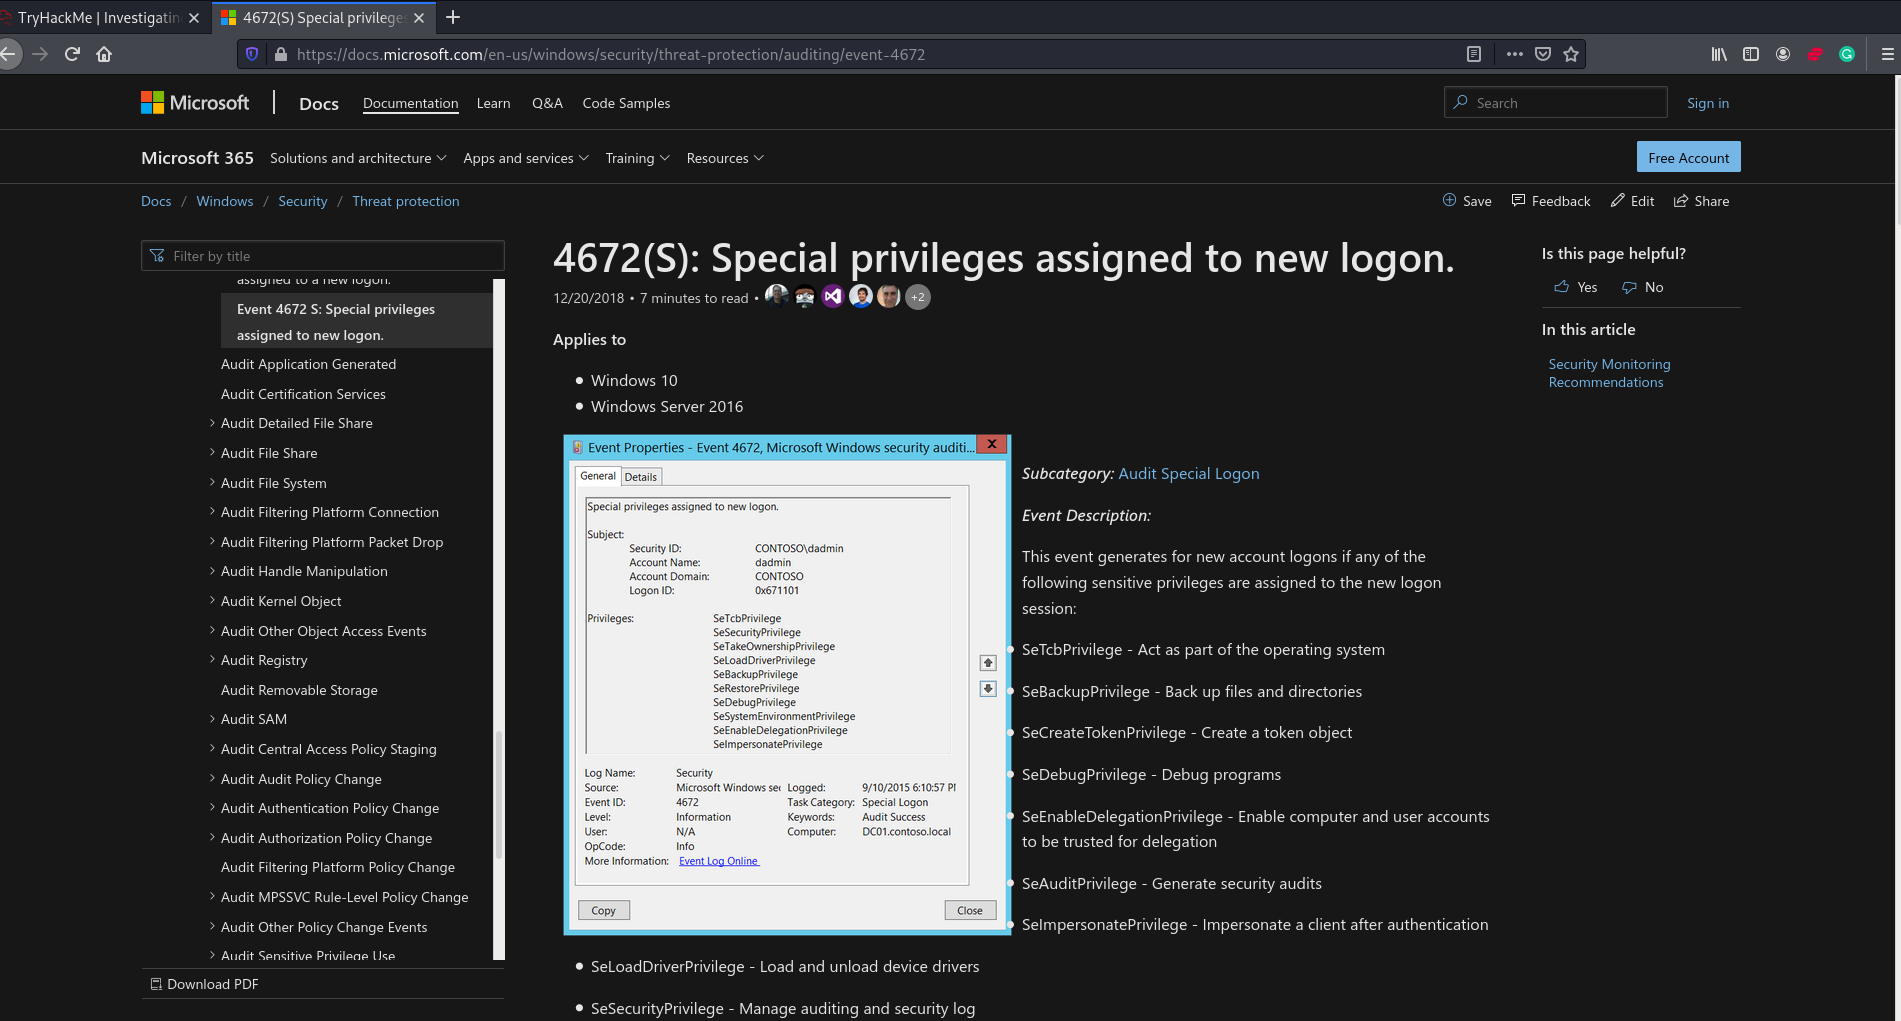 TryHackMe | Investigatin
4672(S) Special privileges
https://docs.microsoft.com/en-us/windows/security/threat-protection/auditing/event-4672
Microsoft
Docs
Documentation
Learn
Q&A
Code Samples
Search
Sign in
Microsoft 365
Solutions and architecture
Apps and services
Training
Resources
Free Account
Docs / Windows / Security / Threat protection
Save
Feedback
Edit
Share
Filter by title
assigned to a new logon.
Event 4672 S: Special privileges
assigned to new logon.
Audit Application Generated
Audit Certification Services
Audit Detailed File Share
Audit File Share
Audit File System
Audit Filtering Platform Connection
Audit Filtering Platform Packet Drop
Audit Handle Manipulation
Audit Kernel Object
Audit Other Object Access Events
Audit Registry
Audit Removable Storage
Audit SAM
Audit Central Access Policy Staging
Audit Audit Policy Change
Audit Authentication Policy Change
Audit Authorization Policy Change
Audit Filtering Platform Policy Change
Audit MPSSVC Rule-Level Policy Change
Audit Other Policy Change Events
Audit Sensitive Privilege Use
Download PDF
4672(S): Special privileges assigned to new logon.
12/20/2018 • 7 minutes to read •
+2
Applies to
• Windows 10
• Windows Server 2016
Event Properties - Event 4672, Microsoft Windows security auditi...
x
General
Details
Special privileges assigned to new logon.
Subject:
Security ID: CONTOSO\dadmin
Account Name: dadmin
Account Domain: CONTOSO
Logon ID: 0x671101
Privileges: SeTcbPrivilege
SeSecurityPrivilege
SeTakeOwnershipPrivilege
SeLoadDriverPrivilege
SeBackupPrivilege
SeRestorePrivilege
SeDebugPrivilege
SeSystemEnvironmentPrivilege
SeEnableDelegationPrivilege
SeImpersonatePrivilege
Log Name: Security
Source: Microsoft Windows sec Logged: 9/10/2015 6:10:57 PM
Event ID: 4672 Task Category: Special Logon
Level: Information Keywords: Audit Success
User: N/A Computer: DC01.contoso.local
OpCode: Info
More Information: Event Log Online
Copy
Close
Subcategory: Audit Special Logon
Event Description:
This event generates for new account logons if any of the
following sensitive privileges are assigned to the new logon
session:
• SeTcbPrivilege - Act as part of the operating system
• SeBackupPrivilege - Back up files and directories
• SeCreateTokenPrivilege - Create a token object
• SeDebugPrivilege - Debug programs
• SeEnableDelegationPrivilege - Enable computer and user accounts
to be trusted for delegation
• SeAuditPrivilege - Generate security audits
• SeImpersonatePrivilege - Impersonate a client after authentication
• SeLoadDriverPrivilege - Load and unload device drivers
• SeSecurityPrivilege - Manage auditing and security log
Is this page helpful?
Yes
No
In this article
Security Monitoring
Recommendations